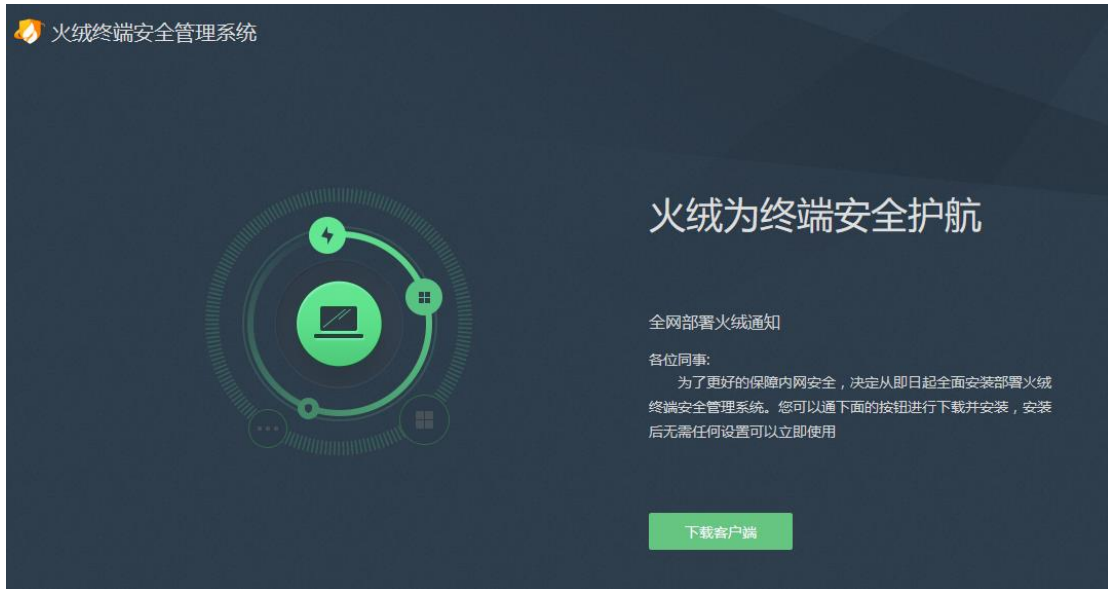 火绒终端安全管理系统
火绒为终端安全护航
全网部署火绒通知
各位同事:
为了更好的保障内网安全，决定从即日起全面安装部署火绒
终端安全管理系统。您可以通下面的按钮进行下载并安装，安装
后无需任何设置可以立即使用
下载客户端